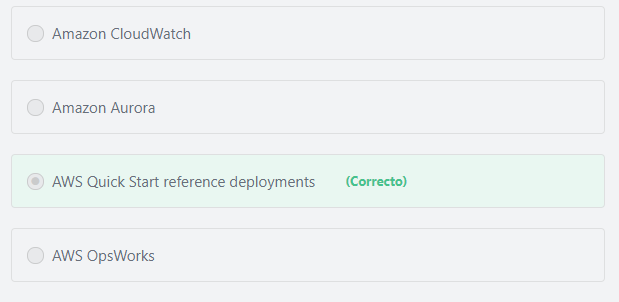 Amazon CloudWatch
Amazon Aurora
AWS Quick Start reference deployments (Correcto)
AWS OpsWorks